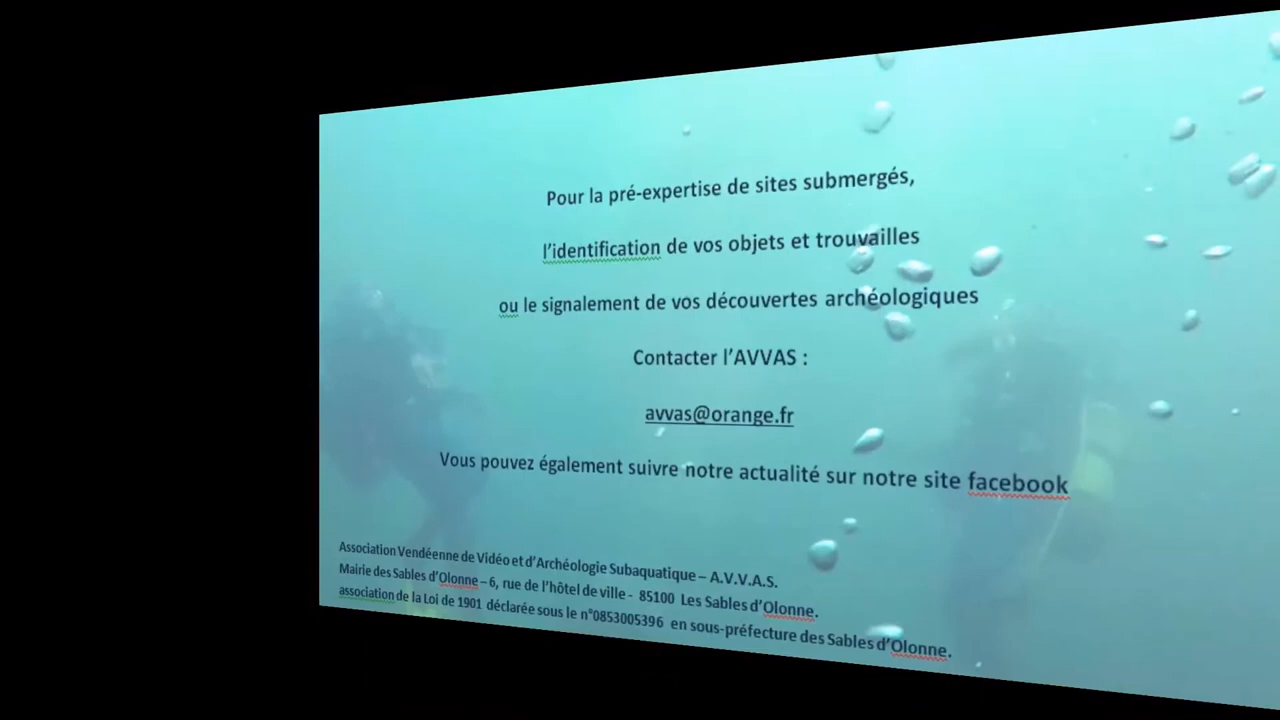 Pour la pré-expertise de sites submergés,
l'identification de vos objets et trouvailles
ou le signalement de vos découvertes archéologiques
Contacter l'AVVAS :
avvas@orange.fr
Vous pouvez également suivre notre actualité sur notre site facebook
Association Vendéenne de Vidéo et d'Archéologie Subaquatique – A.V.V.A.S.
Mairie des Sables d'Olonne – 6, rue de l'hôtel de ville - 85100 Les Sables d'Olonne.
association de la Loi de 1901 déclarée sous le n°0853005396 en sous-préfecture des Sables d'Olonne.